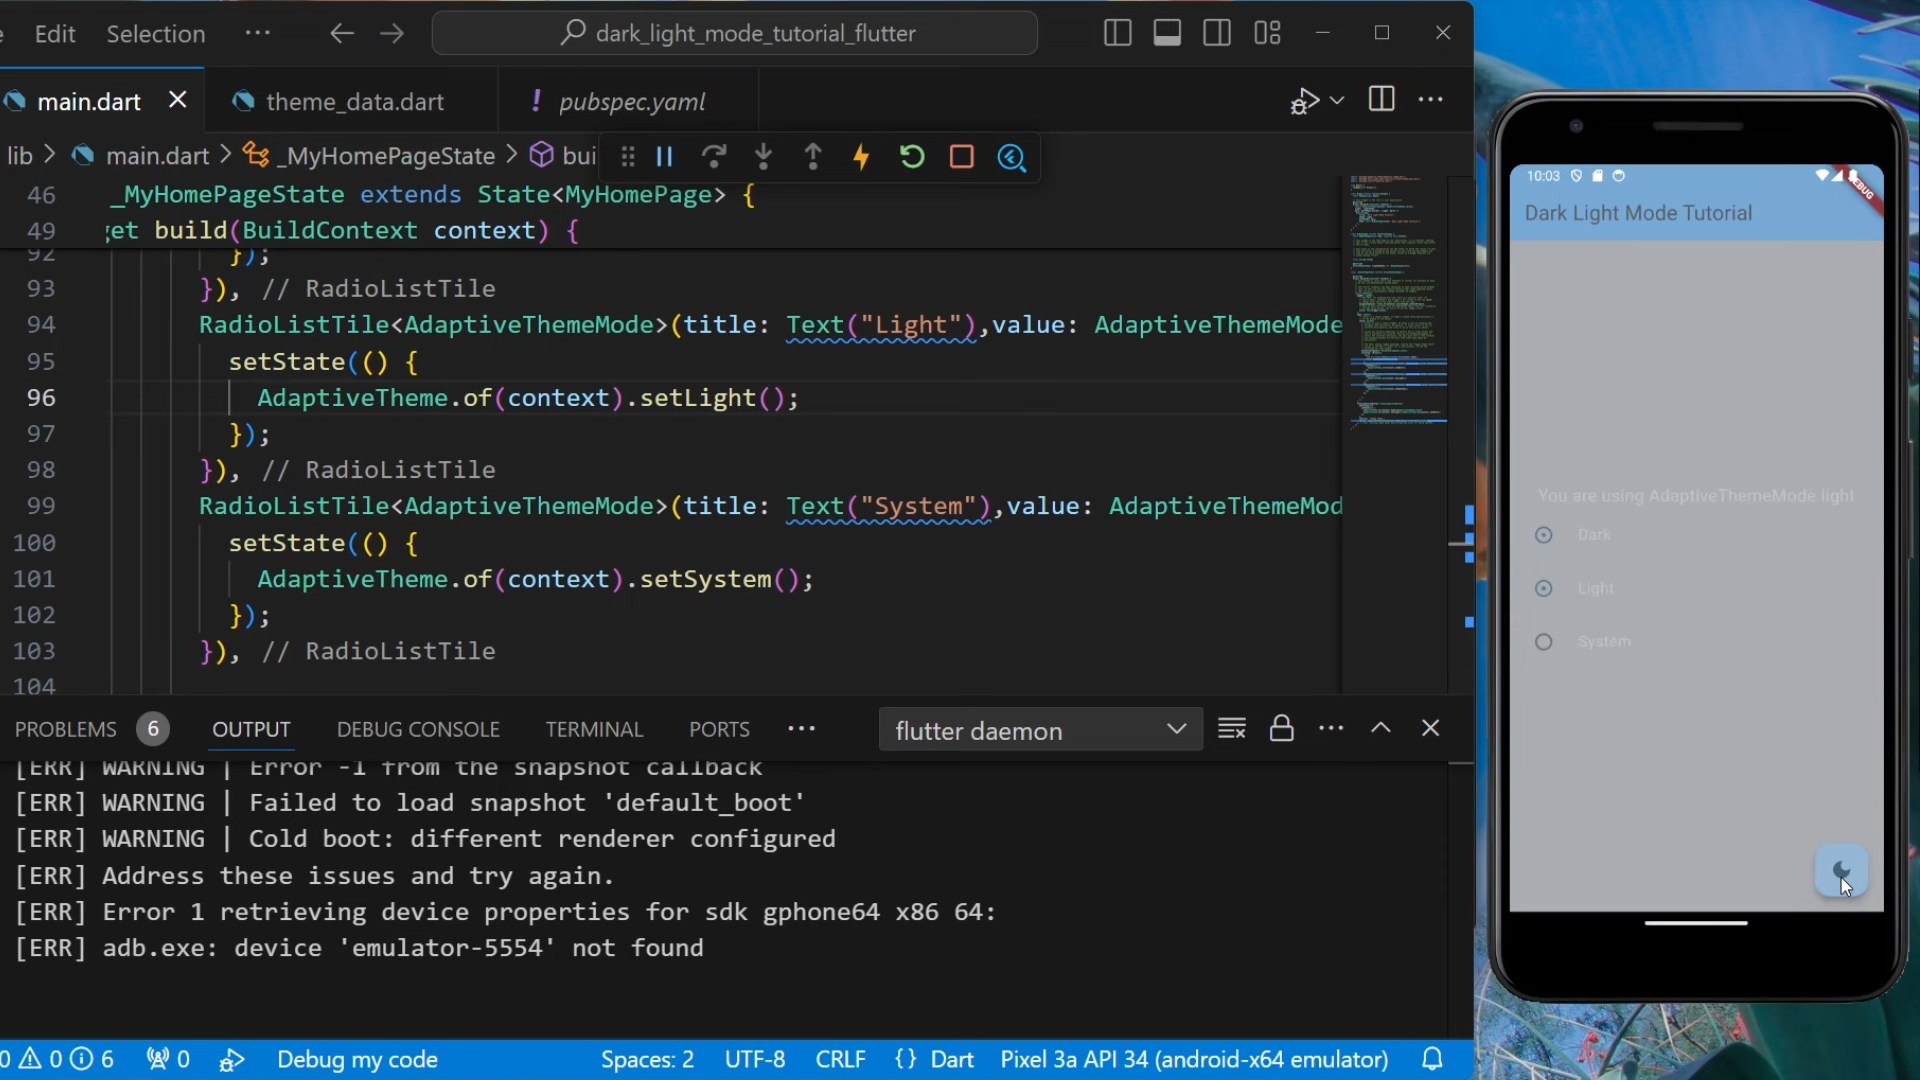 Edit Selection ··· dark_light_mode_tutorial_flutter
main.dart theme_data.dart ! pubspec.yaml
lib > main.dart > _MyHomePageState > bui
46 _MyHomePageState extends State<MyHomePage> {
49 et build(BuildContext context) {
92 });
93 }), // RadioListTile
94 RadioListTile<AdaptiveThemeMode>(title: Text("Light"),value: AdaptiveThemeMode
95 setState(() {
96 AdaptiveTheme.of(context).setLight();
97 });
98 }), // RadioListTile
99 RadioListTile<AdaptiveThemeMode>(title: Text("System"),value: AdaptiveThemeMod
100 setState(() {
101 AdaptiveTheme.of(context).setSystem();
102 });
103 }), // RadioListTile
104
PROBLEMS 6 OUTPUT DEBUG CONSOLE TERMINAL PORTS ··· flutter daemon
[ERR] WARNING | Error -1 from the snapshot callback
[ERR] WARNING | Failed to load snapshot 'default_boot'
[ERR] WARNING | Cold boot: different renderer configured
[ERR] Address these issues and try again.
[ERR] Error 1 retrieving device properties for sdk gphone64 x86 64:
[ERR] adb.exe: device 'emulator-5554' not found
0 0 6 0 Debug my code Spaces: 2 UTF-8 CRLF {} Dart Pixel 3a API 34 (android-x64 emulator)
10:03
DEBUG
Dark Light Mode Tutorial
You are using AdaptiveThemeMode light
Dark
Light
System